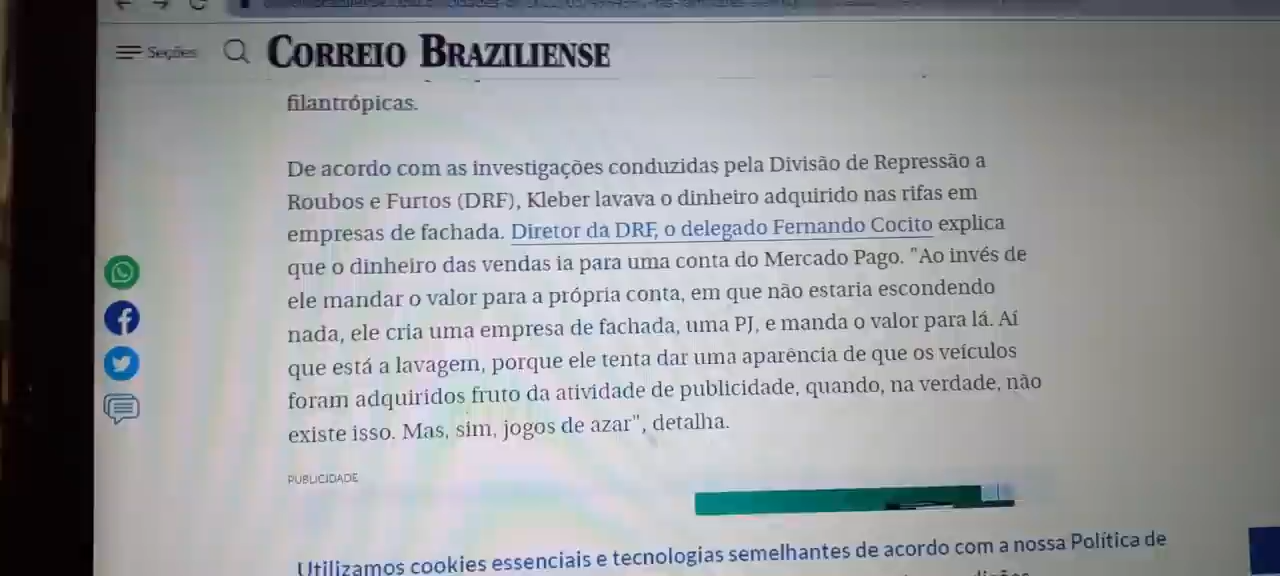 Seções
CORREIO BRAZILIENSE
filantrópicas.
De acordo com as investigações conduzidas pela Divisão de Repressão a
Roubos e Furtos (DRF), Kleber lavava o dinheiro adquirido nas rifas em
empresas de fachada. Diretor da DRF, o delegado Fernando Cocito explica
que o dinheiro das vendas ia para uma conta do Mercado Pago. "Ao invés de
ele mandar o valor para a própria conta, em que não estaria escondendo
nada, ele cria uma empresa de fachada, uma PJ, e manda o valor para lá. Aí
que está a lavagem, porque ele tenta dar uma aparência de que os veículos
foram adquiridos fruto da atividade de publicidade, quando, na verdade, não
existe isso. Mas, sim, jogos de azar", detalha.
PUBLICIDADE
Utilizamos cookies essenciais e tecnologias semelhantes de acordo com a nossa Política de